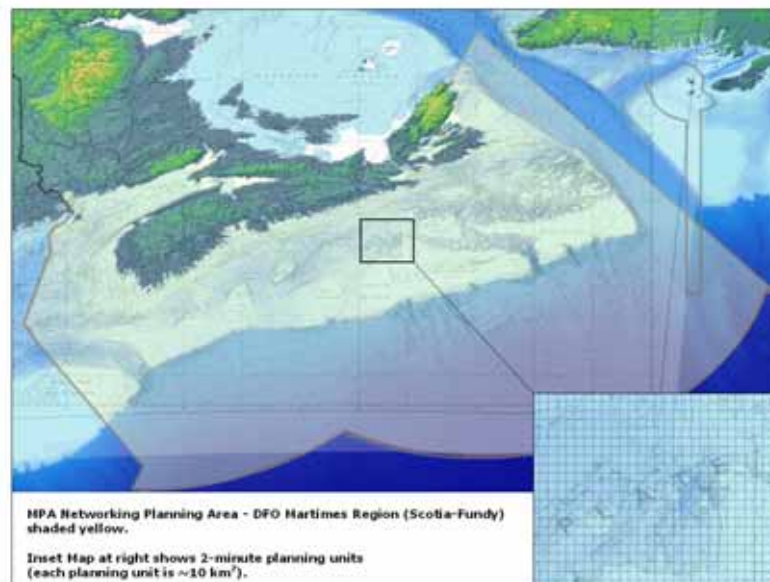 MPA Networking Planning Area - DFO Martimes Region (Scotia-Fundy)
shaded yellow.
Inset Map at right shows 2-minute planning units
(each planning unit is ~10 km²).